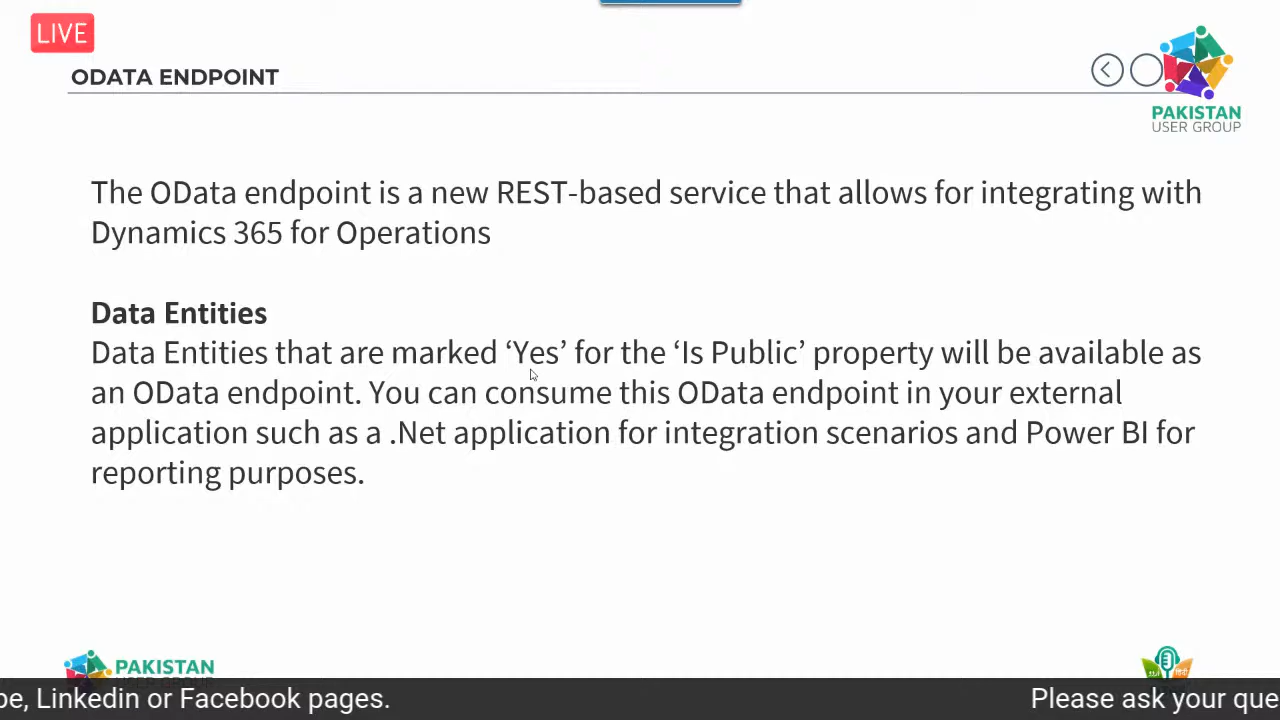 LIVE
ODATA ENDPOINT
PAKISTAN
USER GROUP
The OData endpoint is a new REST-based service that allows for integrating with
Dynamics 365 for Operations
Data Entities
Data Entities that are marked ‘Yes’ for the ‘Is Public’ property will be available as
an OData endpoint. You can consume this OData endpoint in your external
application such as a .Net application for integration scenarios and Power BI for
reporting purposes.
PAKISTAN
, Linkedin or Facebook pages.
Please ask your